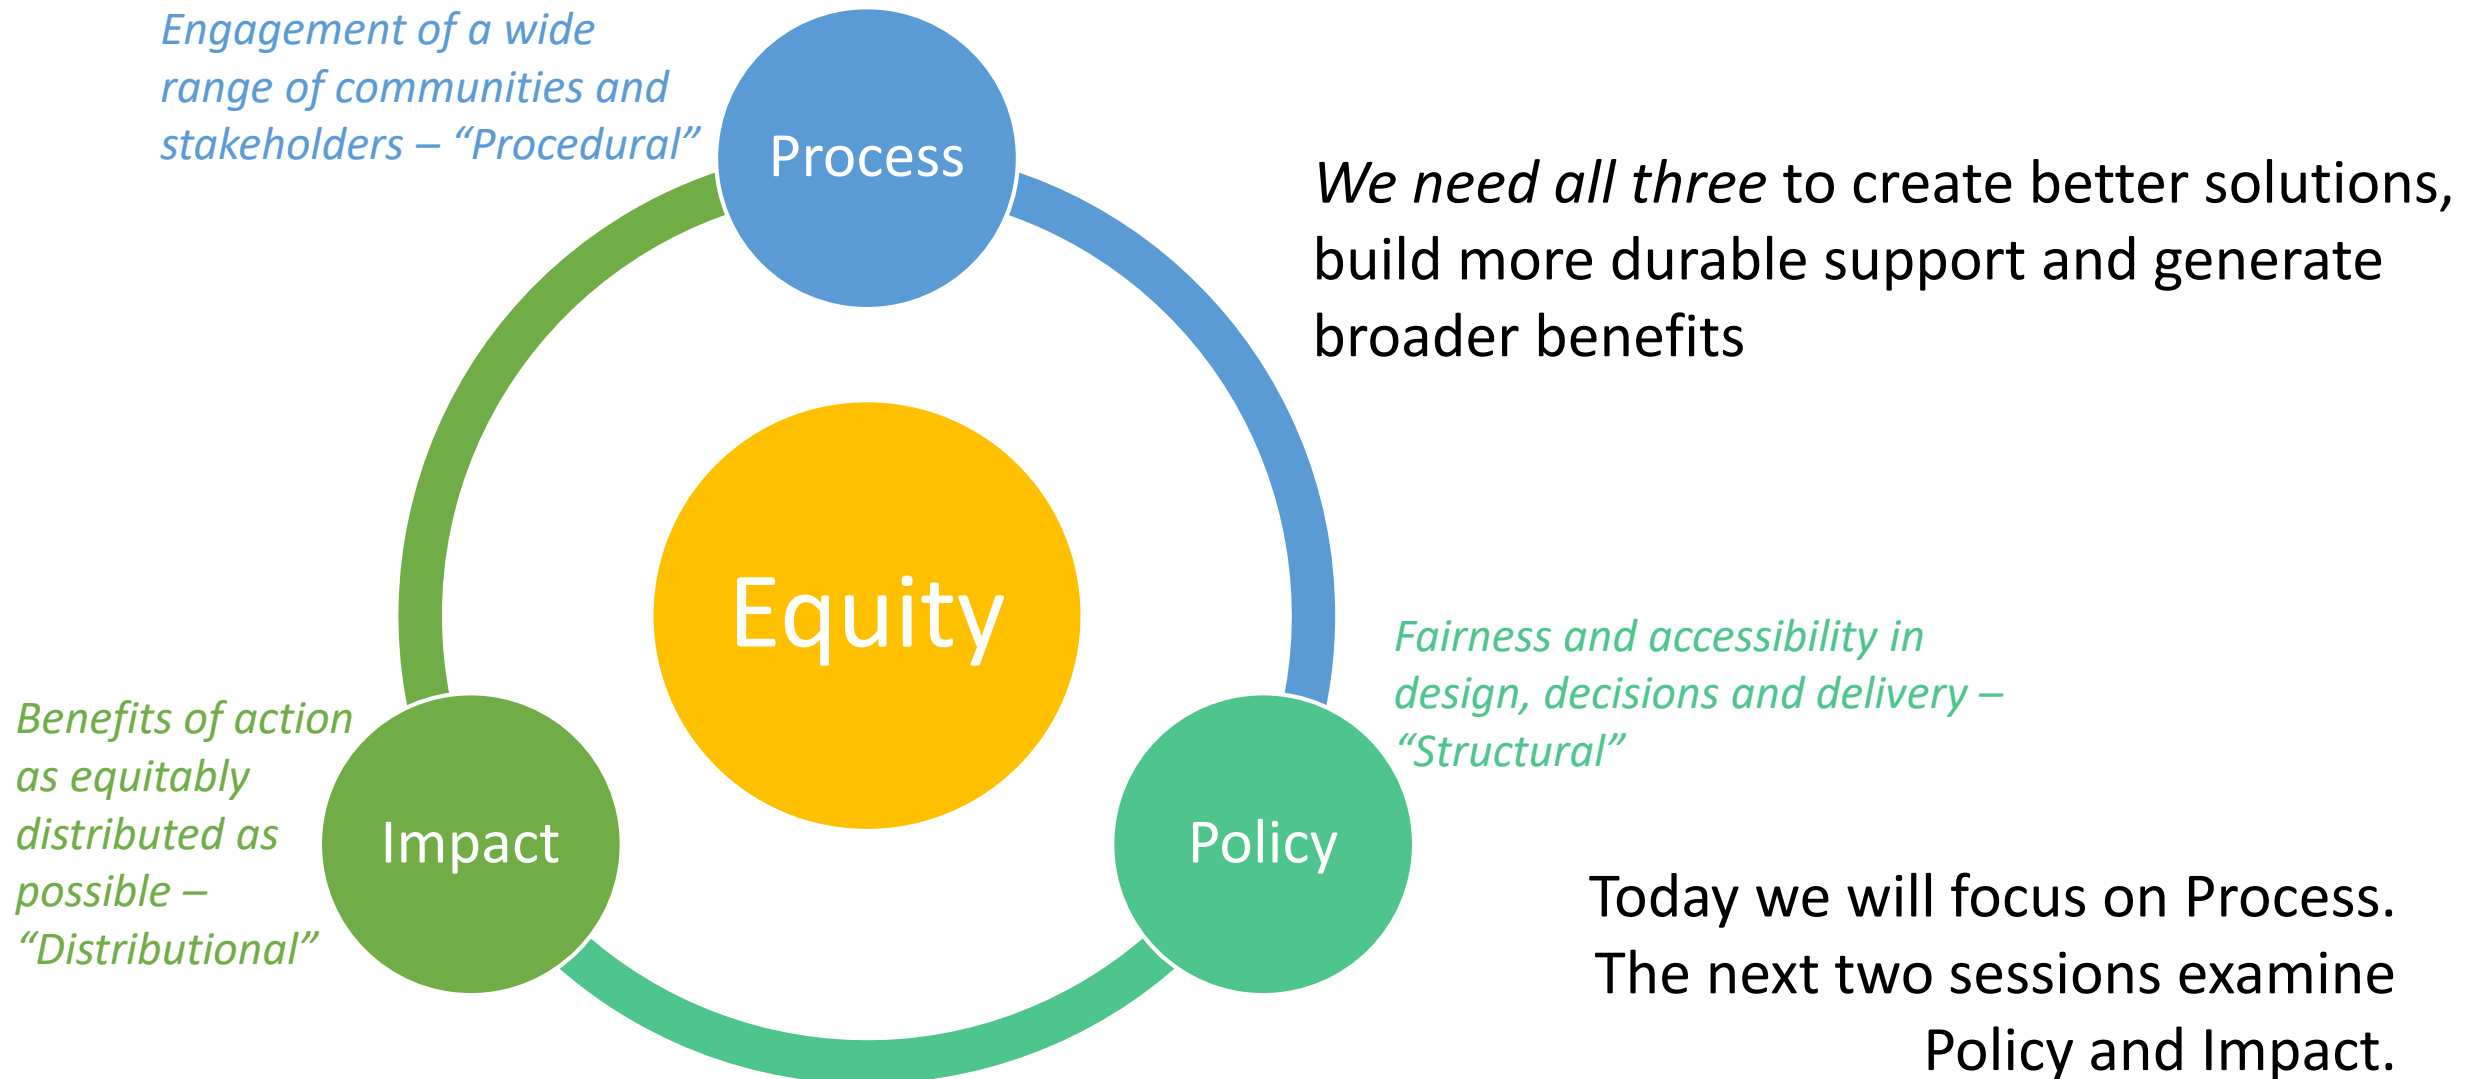 Engagement of a wide
range of communities and
stakeholders – “Procedural”
Process
We need all three to create better solutions,
build more durable support and generate
broader benefits
Equity
Fairness and accessibility in
design, decisions and delivery –
“Structural”
Policy
Benefits of action
as equitably
distributed as
possible –
“Distributional”
Impact
Today we will focus on Process.
The next two sessions examine
Policy and Impact.